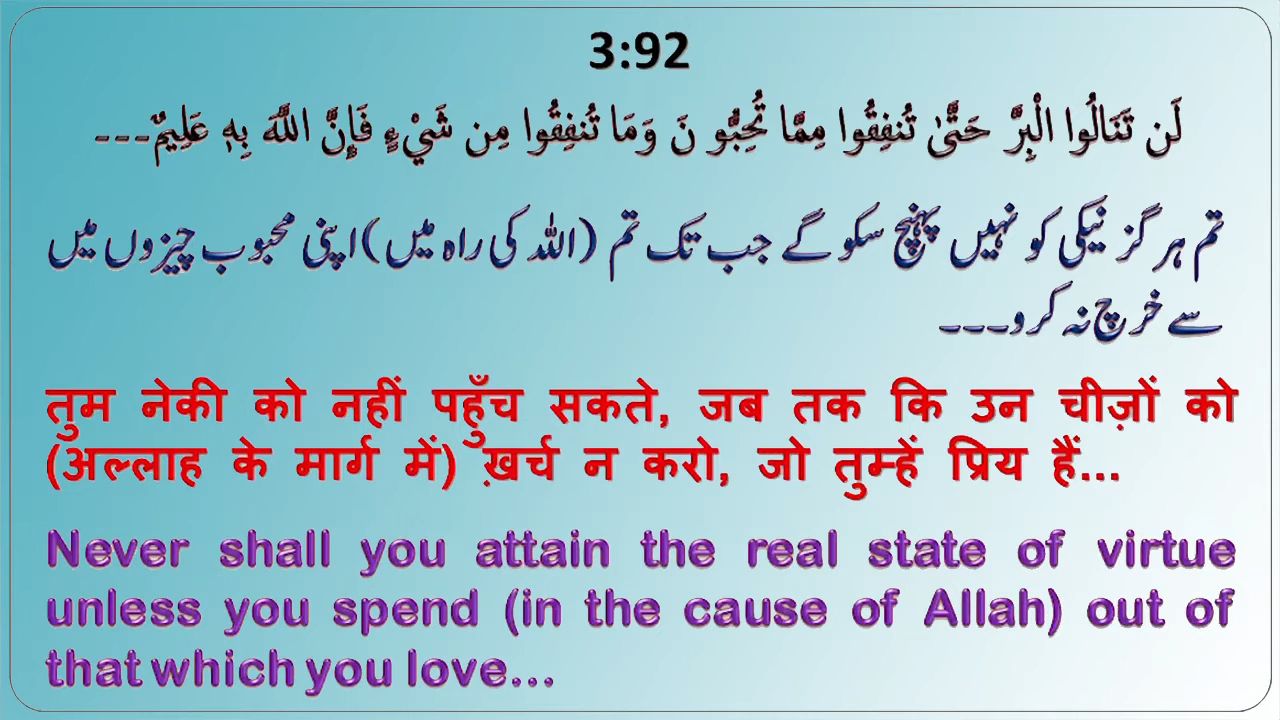 3:92
لَن تَنَالُوا الْبِرَّ حَتَّىٰ تُنفِقُوا مِمَّا تُحِبُّو نَ وَمَا تُنفِقُوا مِن شَيْءٍ فَإِنَّ اللَّهَ بِهٖ عَلِيمٌ---
تم ہر گز نیکی کو نہیں پہنچ سکو گے جب تک تم (اللہ کی راہ میں) اپنی محبوب چیزوں میں
سے خرچ نہ کرو---
तुम नेकी को नहीं पहुँच सकते, जब तक कि उन चीज़ों को
(अल्लाह के मार्ग में) ख़र्च न करो, जो तुम्हें प्रिय हैं...
Never shall you attain the real state of virtue
unless you spend (in the cause of Allah) out of
that which you love...